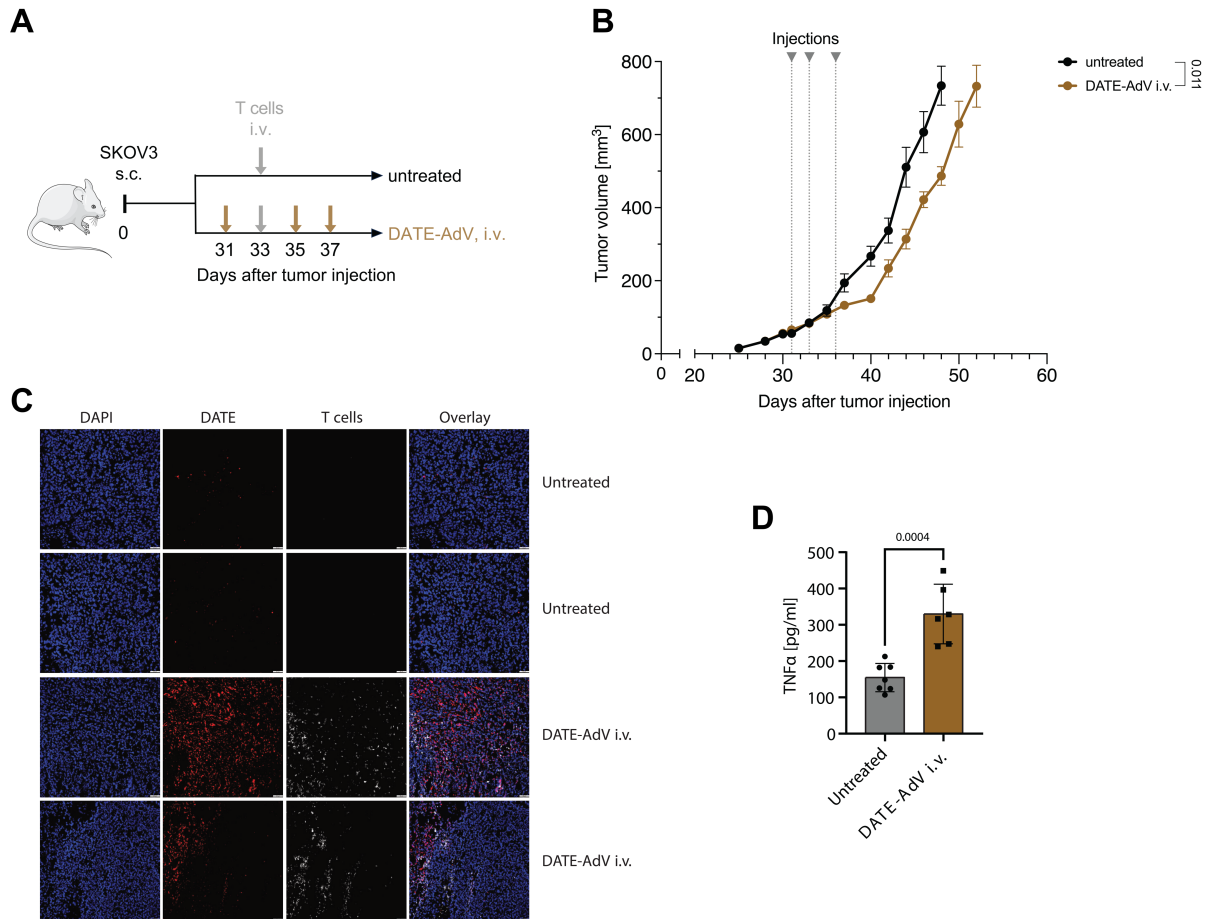 A
T cells
i.v.
SKOV3
s.c.
0
untreated
DATE-AdV, i.v.
31 33 35 37
Days after tumor injection
B
Injections
untreated
DATE-AdV i.v.
0.011
Tumor volume [mm³]
800
600
400
200
0
0 20 30 40 50 60
Days after tumor injection
C
DAPI DATE T cells Overlay
Untreated
Untreated
DATE-AdV i.v.
DATE-AdV i.v.
D
0.0004
TNFα [pg/ml]
500
400
300
200
100
0
Untreated
DATE-AdV i.v.